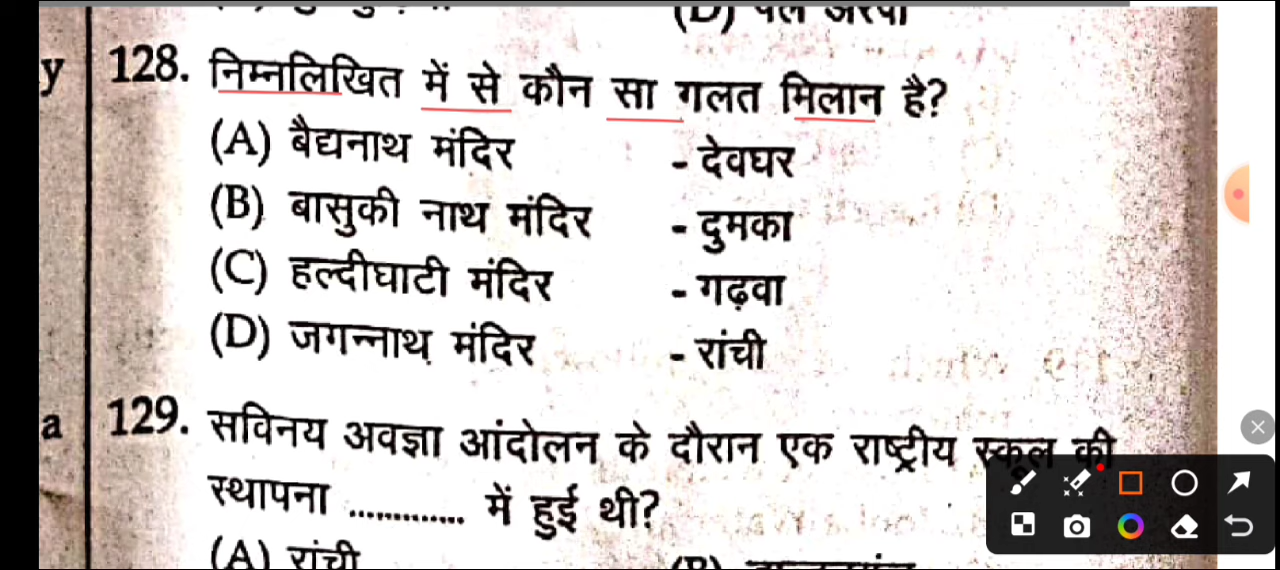 128. निम्नलिखित में से कौन सा गलत मिलान है?
(A) बैद्यनाथ मंदिर - देवघर
(B) बासुकी नाथ मंदिर - दुमका
(C) हल्दीघाटी मंदिर - गढ़वा
(D) जगन्नाथ मंदिर - रांची
129. सविनय अवज्ञा आंदोलन के दौरान एक राष्ट्रीय स्कूल की
स्थापना ............. में हुई थी?
(A) रांची